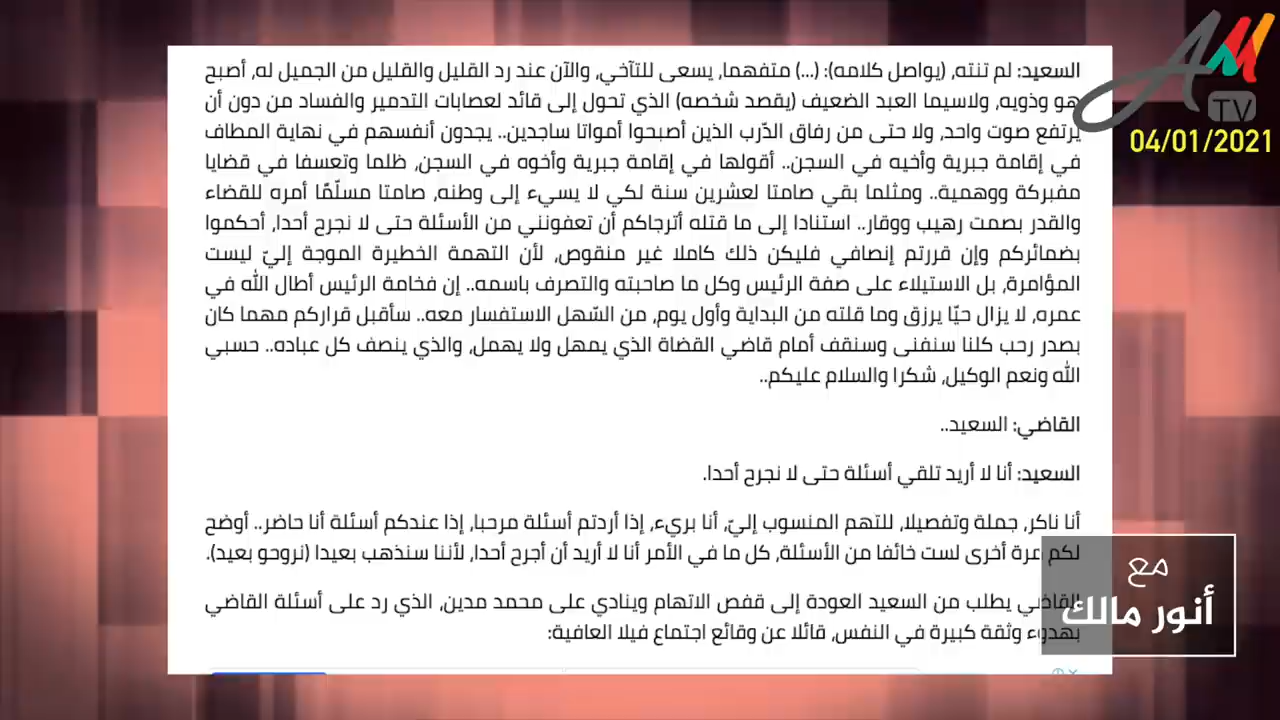 السعيد: لم تنته, (يواصل كلامه): (...) متفهما, يسعى للتآخي, والآن عند رد القليل والقليل من الجميل له, أصبح
هو وذويه, ولاسيما العبد الضعيف (يقصد شخصه) الذي تحول إلى قائد لعصابات التدمير والفساد من دون أن
يرتفع صوت واحد, ولا حتى من رفاق الدّرب الذين أصبحوا أمواتا ساجدين.. يجدون أنفسهم في نهاية المطاف
في إقامة جبرية وأخيه في السجن.. أقولها في إقامة جبرية وأخوه في السجن, ظلما وتعسفا في قضايا
مفبركة ووهمية.. ومثلما بقي صامتا لعشرين سنة لكي لا يسيء إلى وطنه, صامتا مسلّمًا أمره للقضاء
والقدر بصمت رهيب ووقار.. استنادا إلى ما قتله أترجاكم أن تعفونني من الأسئلة حتى لا نجرح أحدا, أحكموا
بضمائركم وإن قررتم إنصافي فليكن ذلك كاملا غير منقوص, لأن التهمة الخطيرة الموجة إليّ ليست
المؤامرة, بل الاستيلاء على صفة الرئيس وكل ما صاحبته والتصرف باسمه.. إن فخامة الرئيس أطال الله في
عمره, لا يزال حيّا يرزق وما قلته من البداية وأول يوم, من السّهل الاستفسار معه.. سأقبل قراركم مهما كان
بصدر رحب كلنا سنفنى وسنقف أمام قاضي القضاة الذي يمهل ولا يهمل, والذي ينصف كل عباده.. حسبي
الله ونعم الوكيل, شكرا والسلام عليكم..
القاضي: السعيد..
السعيد: أنا لا أريد تلقي أسئلة حتى لا نجرح أحدا.
أنا ناكر, جملة وتفصيلا, للتهم المنسوب إليّ, أنا بريء, إذا أردتم أسئلة مرحبا, إذا عندكم أسئلة أنا حاضر.. أوضح
لكم مرة أخرى لست خائفا من الأسئلة, كل ما في الأمر أنا لا أريد أن أجرح أحدا, لأننا سنذهب بعيدا (نروحو بعيد).
القاضي يطلب من السعيد العودة إلى قفص الاتهام وينادي على محمد مدين, الذي رد على أسئلة القاضي
بهدوء وثقة كبيرة في النفس, قائلا عن وقائع اجتماع فيلا العافية:
AM
TV
04/01/2021
مع
أنور مالك